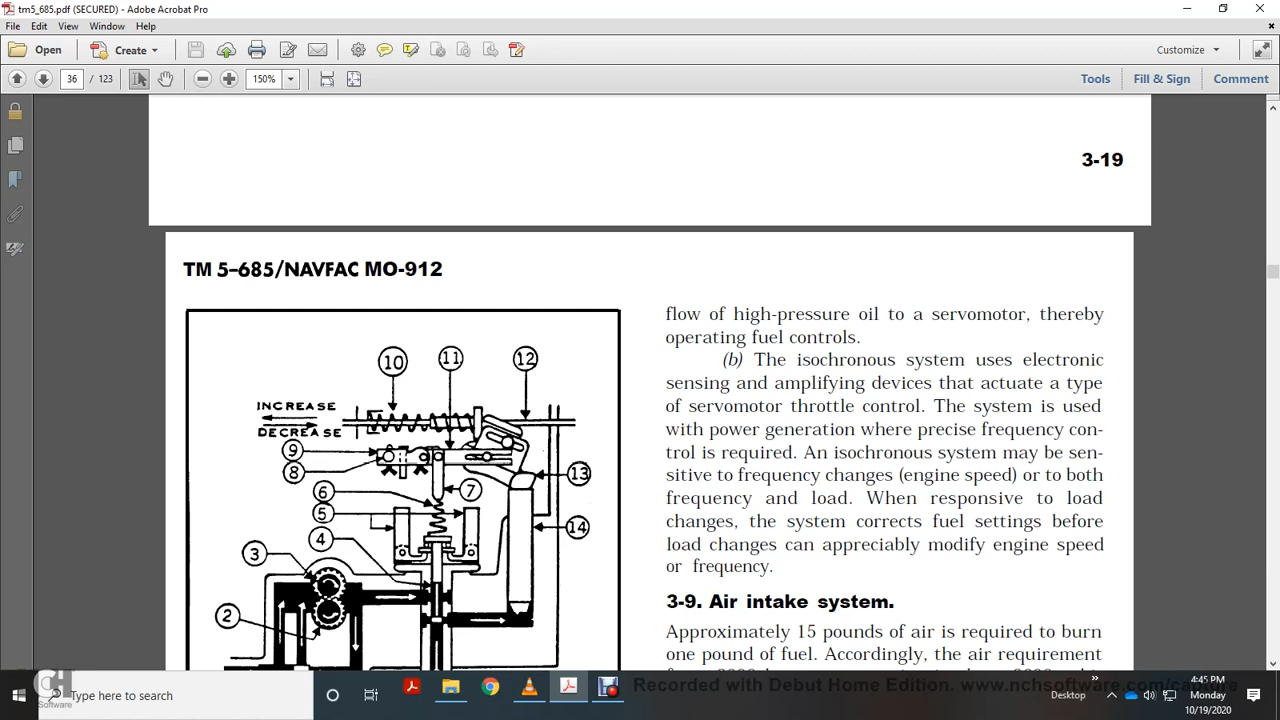 tm5_685.pdf (SECURED) - Adobe Acrobat Pro
File Edit View Window Help
Open Create Customize
36 / 123 150% Tools Fill & Sign Comment
3-19
TM 5-685/NAVFAC MO-912
10 11 12
INCREASE
DECREASE
9
8
13
6
7
5
14
4
3
2
flow of high-pressure oil to a servomotor, thereby
operating fuel controls.
(b) The isochronous system uses electronic
sensing and amplifying devices that actuate a type
of servomotor throttle control. The system is used
with power generation where precise frequency con-
trol is required. An isochronous system may be sen-
sitive to frequency changes (engine speed) or to both
frequency and load. When responsive to load
changes, the system corrects fuel settings before
load changes can appreciably modify engine speed
or frequency.
3-9. Air intake system.
Approximately 15 pounds of air is required to burn
one pound of fuel. Accordingly, the air requirement
Recorded with Debut Home Edition. www.nchsoftware.com/capture
CH
Software
Type here to search
Desktop
4:45 PM
Monday
10/19/2020